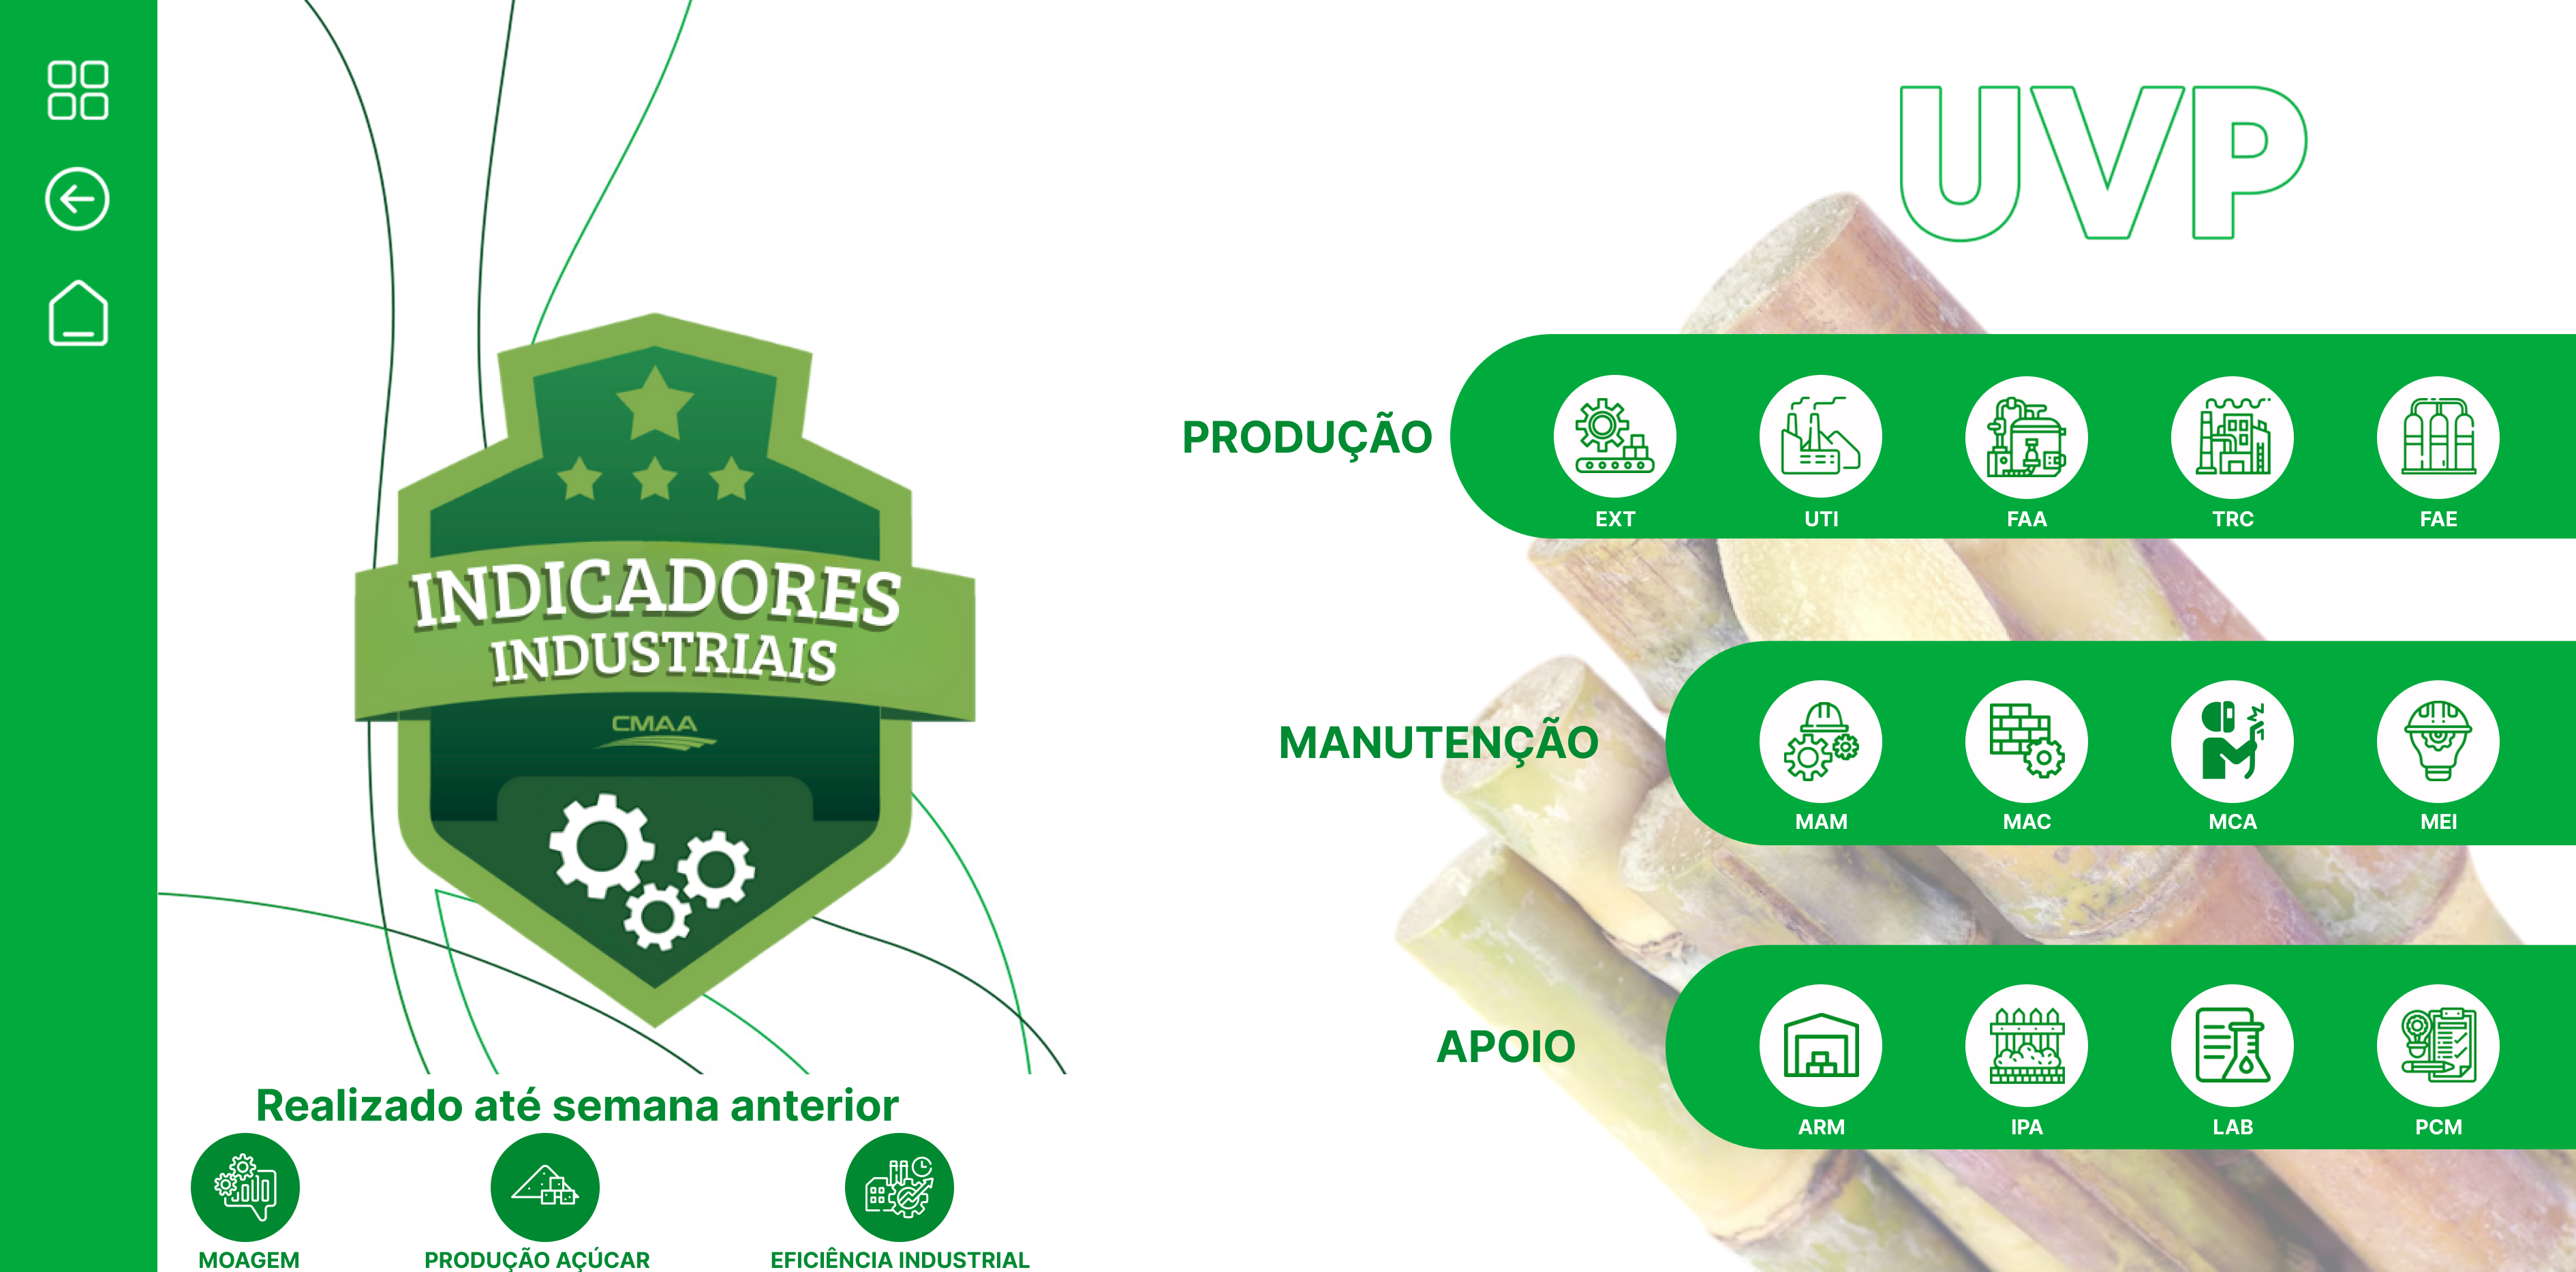 UVP
PRODUÇÃO
EXT
UTI
FAA
TRC
FAE
INDICADORES
INDUSTRIAIS
CMAA
MANUTENÇÃO
MAM
MAC
MCA
MEI
APOIO
ARM
IPA
LAB
PCM
Realizado até semana anterior
MOAGEM
PRODUÇÃO AÇÚCAR
EFICIÊNCIA INDUSTRIAL